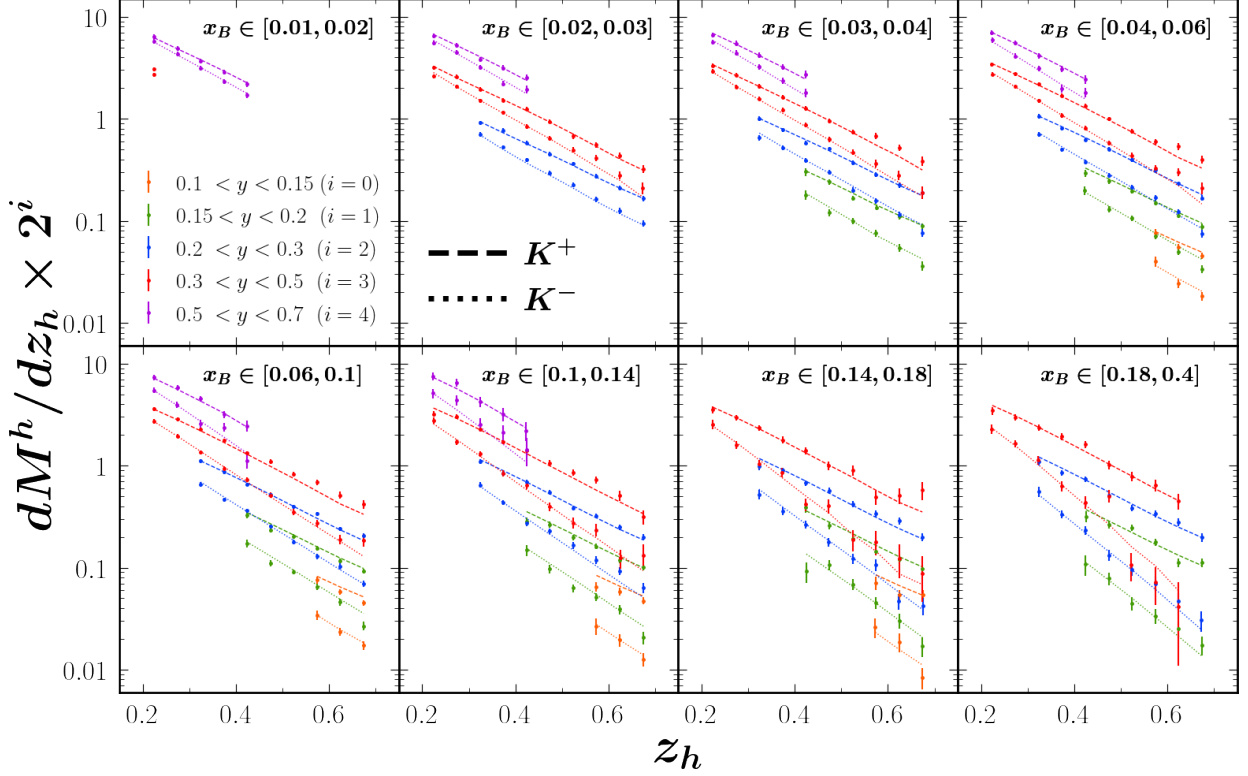 x_B ∈ [0.01, 0.02]
x_B ∈ [0.02, 0.03]
x_B ∈ [0.03, 0.04]
x_B ∈ [0.04, 0.06]
10
1
0.1
0.01
0.1 < y < 0.15 (i = 0)
0.15 < y < 0.2 (i = 1)
0.2 < y < 0.3 (i = 2)
0.3 < y < 0.5 (i = 3)
0.5 < y < 0.7 (i = 4)
K^+
K^−
dM^h/dz_h × 2^i
x_B ∈ [0.06, 0.1]
x_B ∈ [0.1, 0.14]
x_B ∈ [0.14, 0.18]
x_B ∈ [0.18, 0.4]
10
1
0.1
0.01
0.2 0.4 0.6 0.2 0.4 0.6 0.2 0.4 0.6 0.2 0.4 0.6
z_h